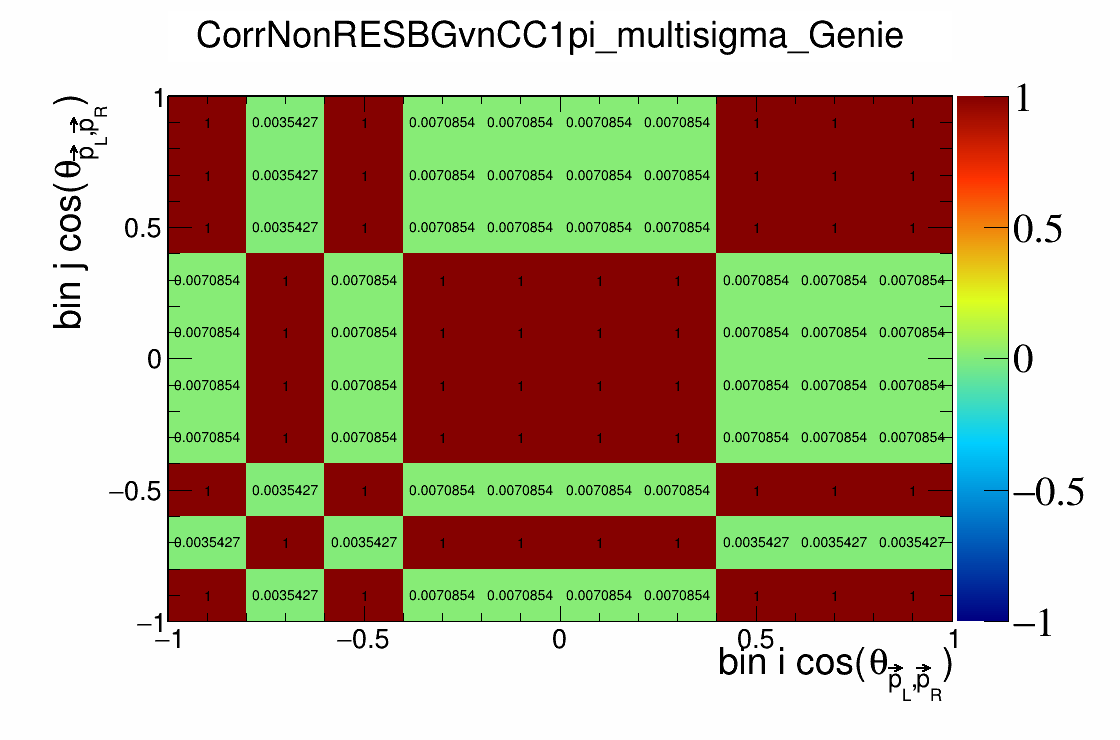 CorrNonRESBGvnCC1pi_multisigma_Genie
bin j cos(θ p⃗L,p⃗R)
1 1
1 0.0035427 1 0.0070854 0.0070854 0.0070854 0.0070854 1 1 1
1 0.0035427 1 0.0070854 0.0070854 0.0070854 0.0070854 1 1 1
0.5 1 0.0035427 1 0.0070854 0.0070854 0.0070854 0.0070854 1 1 1 0.5
0.0070854 1 0.0070854 1 1 1 1 0.0070854 0.0070854 0.0070854
0.0070854 1 0.0070854 1 1 1 1 0.0070854 0.0070854 0.0070854
0 0
0.0070854 1 0.0070854 1 1 1 1 0.0070854 0.0070854 0.0070854
0.0070854 1 0.0070854 1 1 1 1 0.0070854 0.0070854 0.0070854
−0.5 1 0.0035427 1 0.0070854 0.0070854 0.0070854 0.0070854 1 1 1 −0.5
0.0035427 1 0.0035427 1 1 1 1 0.0035427 0.0035427 0.0035427
1 0.0035427 1 0.0070854 0.0070854 0.0070854 0.0070854 1 1 1
−1 −1
−1 −0.5 0 0.5 1
bin i cos(θ p⃗L,p⃗R)